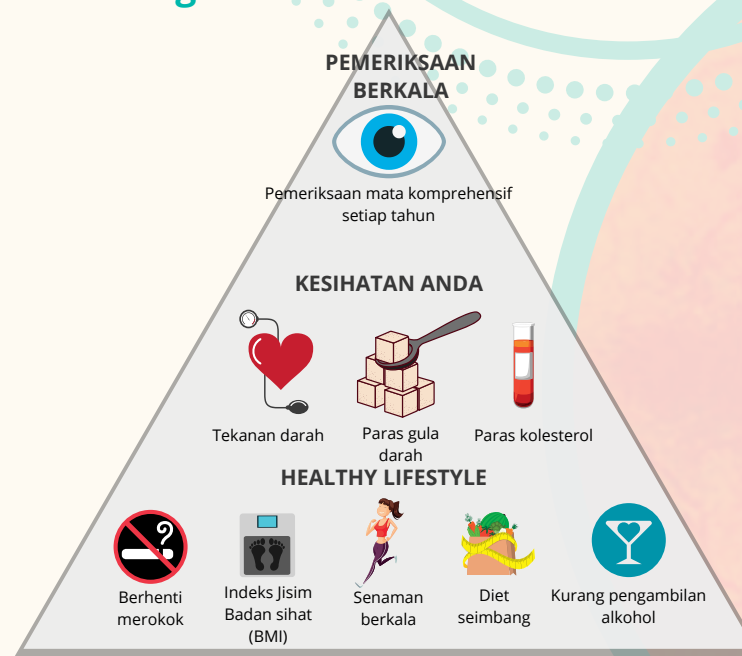 PEMERIKSAAN
BERKALA
Pemeriksaan mata komprehensif
setiap tahun
KESIHATAN ANDA
Tekanan darah
Paras gula
darah
Paras kolesterol
HEALTHY LIFESTYLE
Berhenti
merokok
Indeks Jisim
Badan sihat
(BMI)
Senaman
berkala
Diet
seimbang
Kurang pengambilan
alkohol